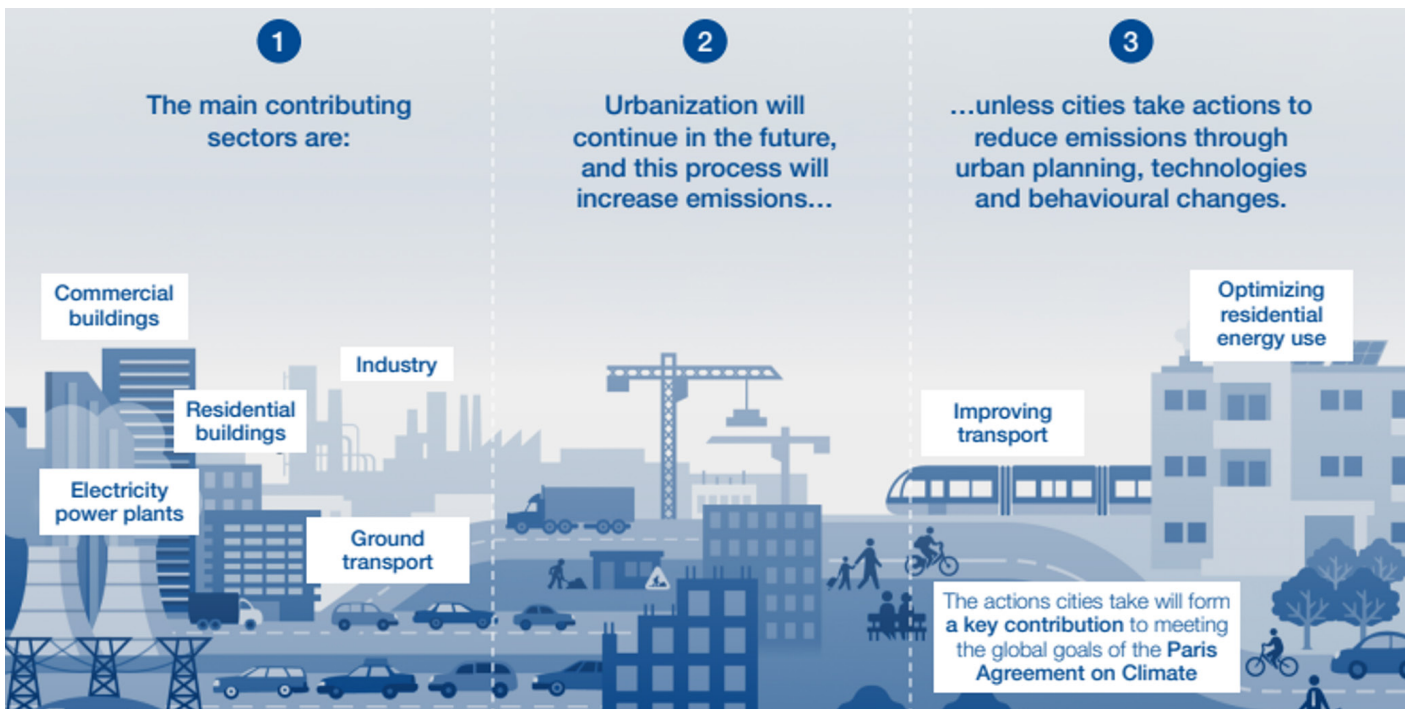 1
The main contributing
sectors are:
Commercial
buildings
Industry
Residential
buildings
Electricity
power plants
Ground
transport
2
Urbanization will
continue in the future,
and this process will
increase emissions...
3
...unless cities take actions to
reduce emissions through
urban planning, technologies
and behavioural changes.
Optimizing
residential
energy use
Improving
transport
The actions cities take will form
a key contribution to meeting
the global goals of the Paris
Agreement on Climate